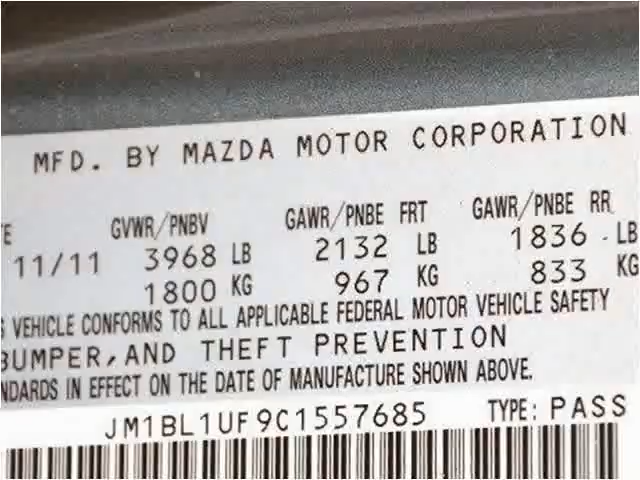 MFD. BY MAZDA MOTOR CORPORATION
TE GVWR/PNBV GAWR/PNBE FRT GAWR/PNBE RR
11/11 3968 LB 2132 LB 1836 LB
1800 KG 967 KG 833 KG
S VEHICLE CONFORMS TO ALL APPLICABLE FEDERAL MOTOR VEHICLE SAFETY
BUMPER, AND THEFT PREVENTION
NDARDS IN EFFECT ON THE DATE OF MANUFACTURE SHOWN ABOVE.
JM1BL1UF9C1557685 TYPE: PASS